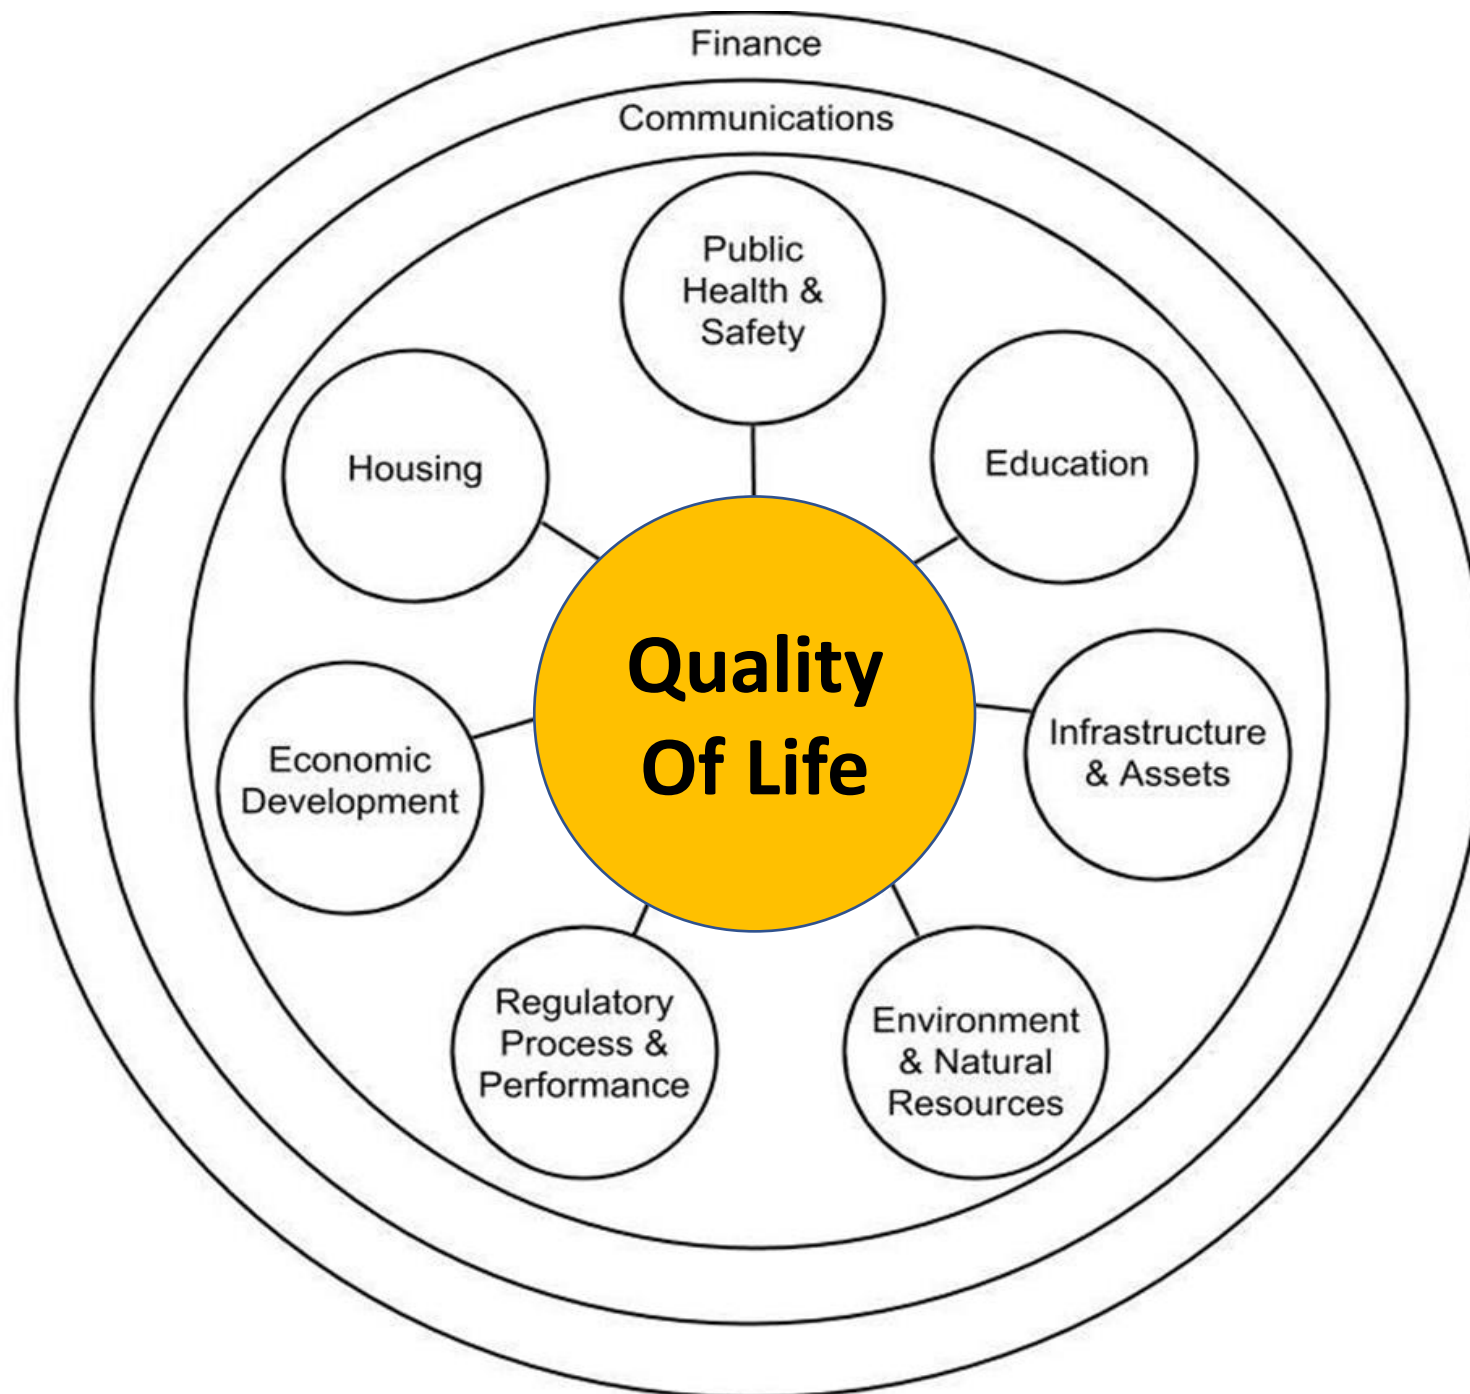 Finance
Communications
Public
Health &
Safety
Education
Housing
Quality
Of Life
Infrastructure
& Assets
Economic
Development
Regulatory
Process &
Performance
Environment
& Natural
Resources